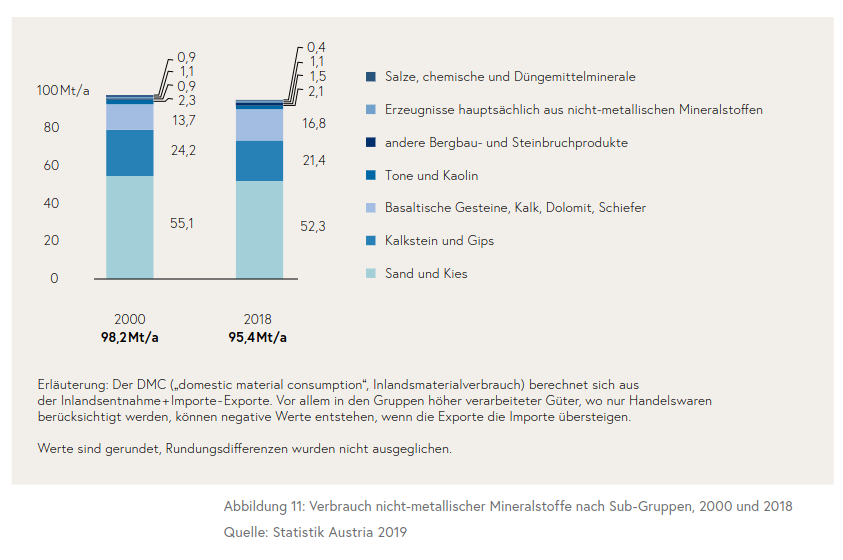 0,9
1,1
0,9
2,3
13,7
24,2
55,1
0,4
1,1
1,5
2,1
16,8
21,4
52,3
100 Mt/a
80
60
40
20
0
2000
98,2 Mt/a
2018
95,4 Mt/a
Salze, chemische und Düngemittelminerale
Erzeugnisse hauptsächlich aus nicht-metallischen Mineralstoffen
andere Bergbau- und Steinbruchprodukte
Tone und Kaolin
Basaltische Gesteine, Kalk, Dolomit, Schiefer
Kalkstein und Gips
Sand und Kies
Erläuterung: Der DMC („domestic material consumption“, Inlandsmaterialverbrauch) berechnet sich aus
der Inlandsentnahme+Importe-Exporte. Vor allem in den Gruppen höher verarbeiteter Güter, wo nur Handelswaren
berücksichtigt werden, können negative Werte entstehen, wenn die Exporte die Importe übersteigen.
Werte sind gerundet, Rundungsdifferenzen wurden nicht ausgeglichen.
Abbildung 11: Verbrauch nicht-metallischer Mineralstoffe nach Sub-Gruppen, 2000 und 2018
Quelle: Statistik Austria 2019